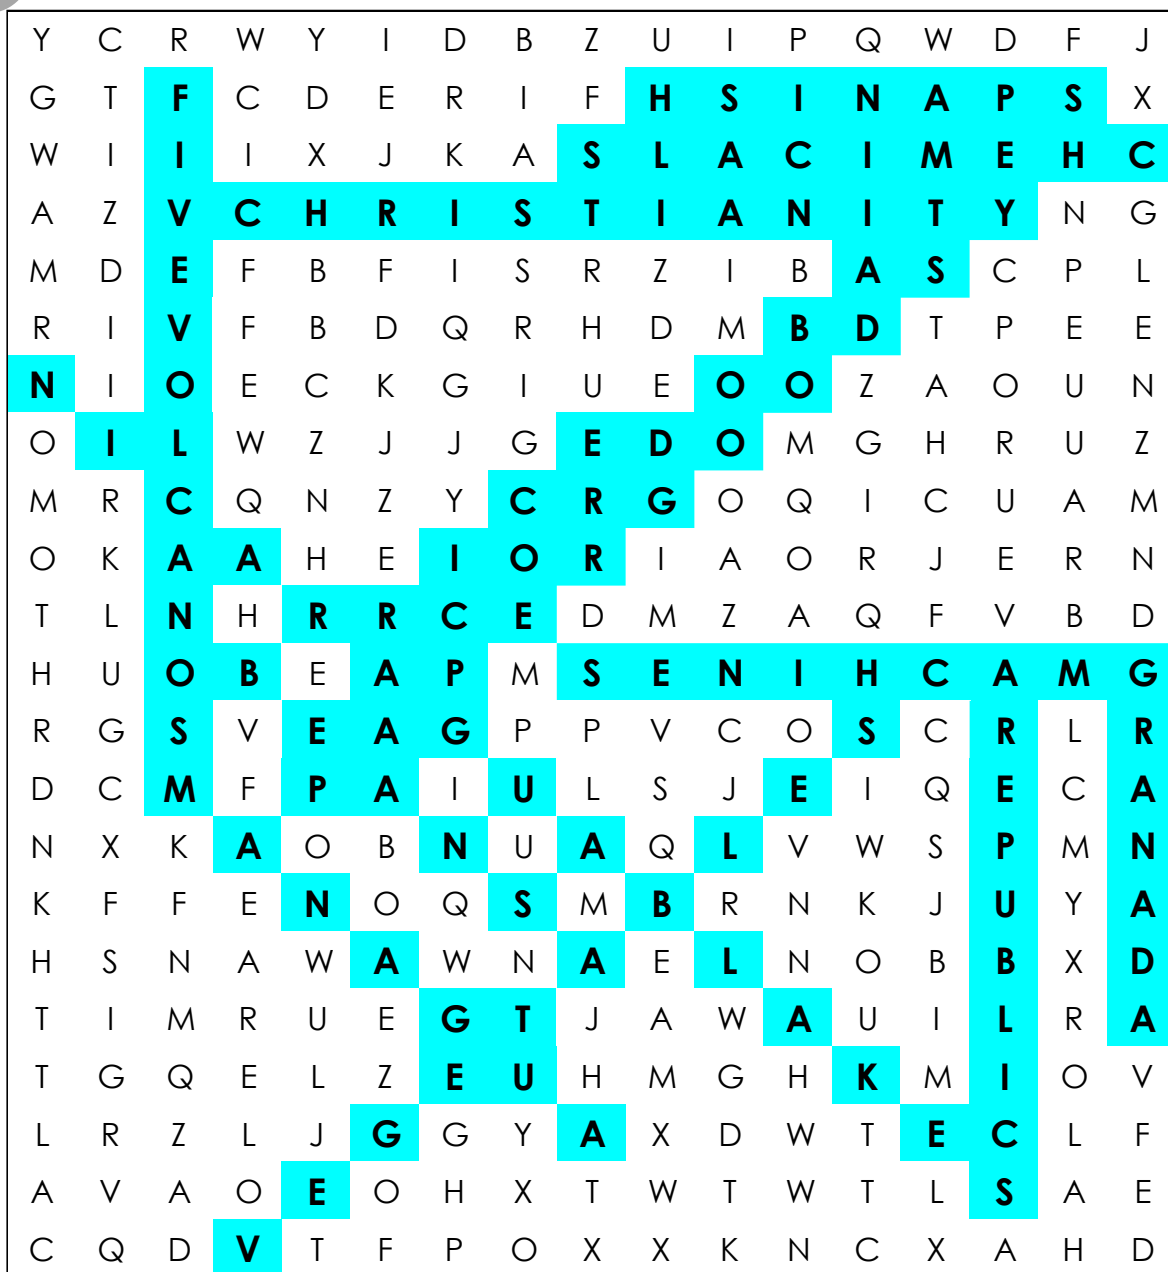 Y C R W Y I D B Z U I P Q W D F J
G T F C D E R I F H S I N A P S X
W I I I X J K A S L A C I M E H C
A Z V C H R I S T I A N I T Y N G
M D E F B F I S R Z I B A S C P L
R I V F B D Q R H D M B D T P E E
N I O E C K G I U E O O Z A O U N
O I L W Z J J G E D O M G H R U Z
M R C Q N Z Y C R G O Q I C U A M
O K A A H E I O R I A O R J E R N
T L N H R R C E D M Z A Q F V B D
H U O B E A P M S E N I H C A M G
R G S V E A G P P V C O S C R L R
D C M F P A I U L S J E I Q E C A
N X K A O B N U A Q L V W S P M N
K F F E N O Q S M B R N K J U Y A
H S N A W A W N A E L N O B B X D
T I M R U E G T J A W A U I L R A
T G Q E L Z E U H M G H K M I O V
L R Z L J G G Y A X D W T E C L F
A V A O E O H X T W T W T L S A E
C Q D V T F P O X X K N C X A H D